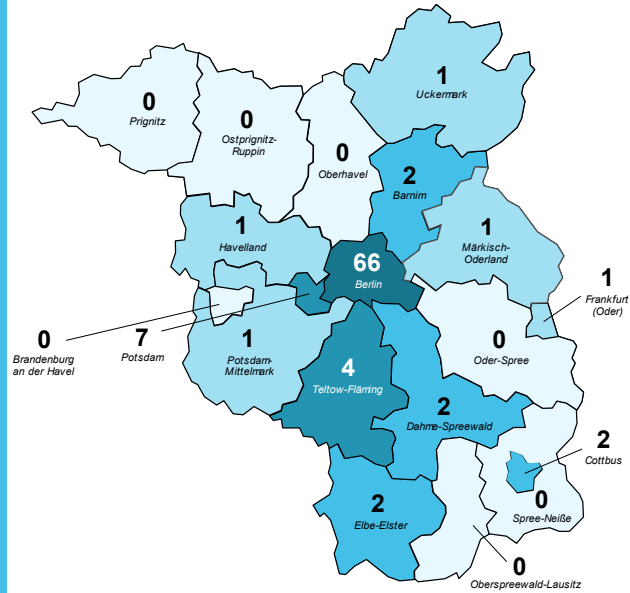 1
Uckermark
0
Prignitz
0
Ostprignitz-
Ruppin
0
Oberhavel
2
Barnim
1
Havelland
1
Märkisch-
Oderland
66
Berlin
1
Frankfurt
(Oder)
0
Brandenburg
an der Havel
7
Potsdam
1
Potsdam-
Mittelmark
4
Teltow-Fläming
0
Oder-Spree
2
Dahme-Spreewald
2
Cottbus
2
Elbe-Elster
0
Spree-Neiße
0
Oberspreewald-Lausitz